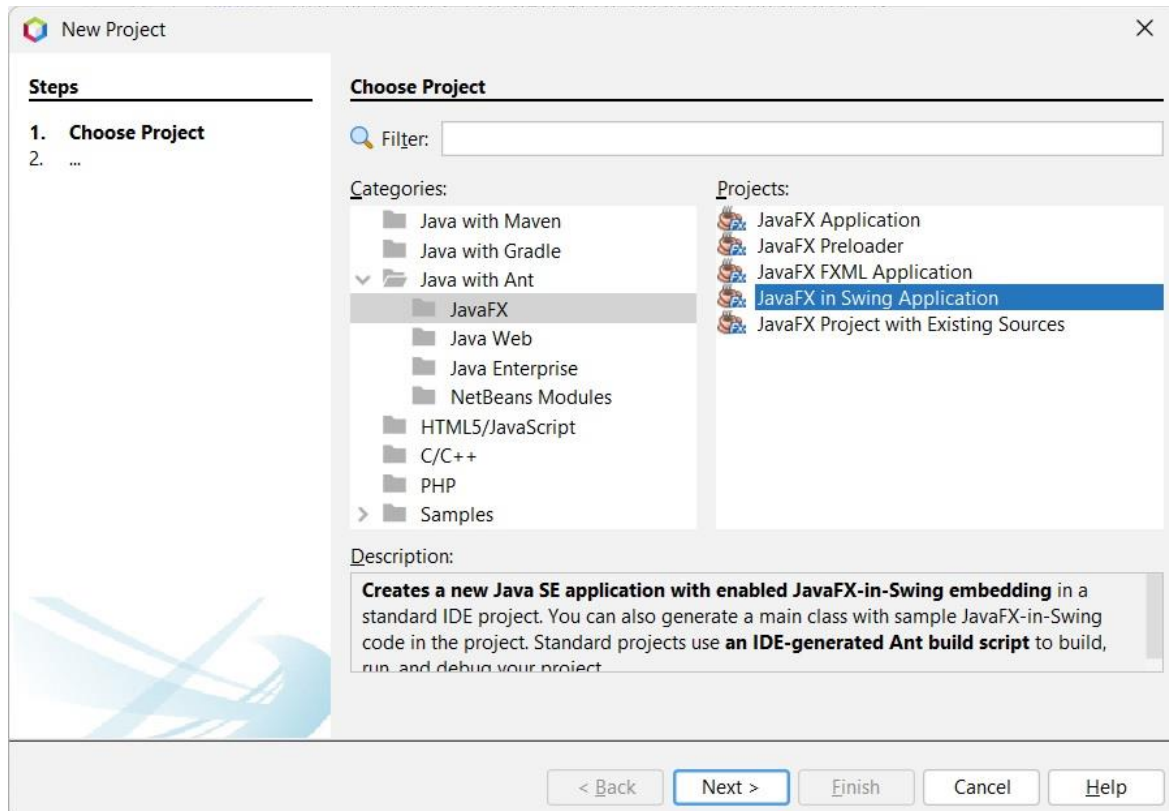 New Project
Steps
1. Choose Project
2. ...
Choose Project
Filter:
Categories:
Java with Maven
Java with Gradle
Java with Ant
JavaFX
Java Web
Java Enterprise
NetBeans Modules
HTML5/JavaScript
C/C++
PHP
Samples
Projects:
JavaFX Application
JavaFX Preloader
JavaFX FXML Application
JavaFX in Swing Application
JavaFX Project with Existing Sources
Description:
Creates a new Java SE application with enabled JavaFX-in-Swing embedding in a
standard IDE project. You can also generate a main class with sample JavaFX-in-Swing
code in the project. Standard projects use an IDE-generated Ant build script to build,
run, and debug your project
< Back
Next >
Finish
Cancel
Help